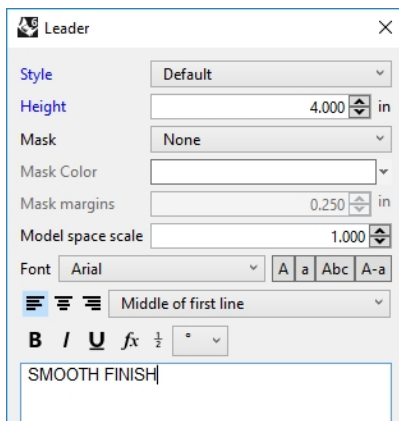 Leader
Style Default
Height 4.000 in
Mask None
Mask Color
Mask margins 0.250 in
Model space scale 1.000
Font Arial A a Abc A-a
Middle of first line
B I U fx ½ °
SMOOTH FINISH